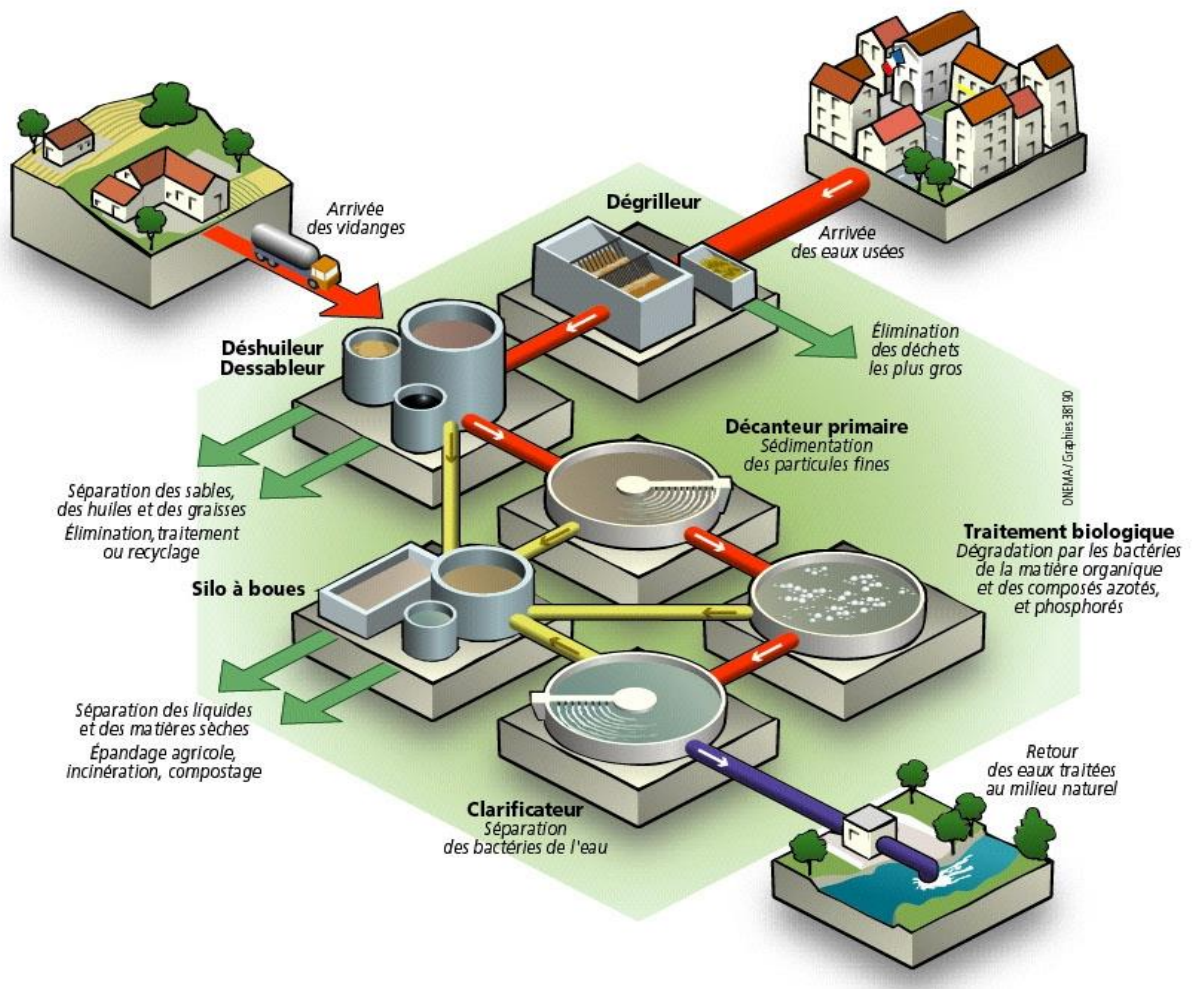 Arrivée
des vidanges
Dégrilleur
Arrivée
des eaux usées
Élimination
des déchets
les plus gros
Déshuileur
Dessableur
Séparation des sables,
des huiles et des graisses
Élimination, traitement
ou recyclage
Décanteur primaire
Sédimentation
des particules fines
ONEMA / Graphies 38190
Traitement biologique
Dégradation par les bactéries
de la matière organique
et des composés azotés,
et phosphorés
Silo à boues
Séparation des liquides
et des matières sèches
Épandage agricole,
incinération, compostage
Clarificateur
Séparation
des bactéries de l'eau
Retour
des eaux traitées
au milieu naturel